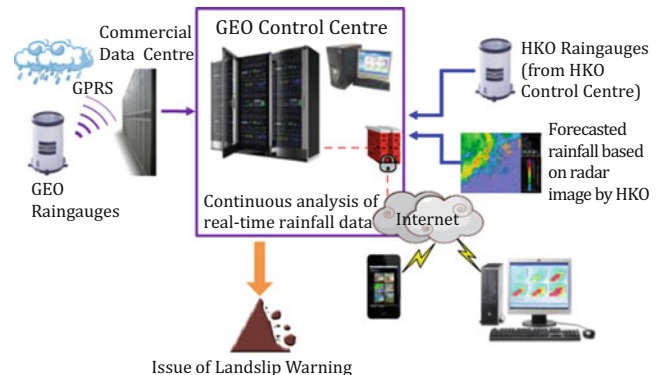 Commercial
Data Centre
GPRS
GEO
Raingauges
GEO Control Centre
Continuous analysis of
real-time rainfall data
HKO Raingauges
(from HKO
Control Centre)
Forecasted
rainfall based
on radar
image by HKO
Internet
Issue of Landslip Warning